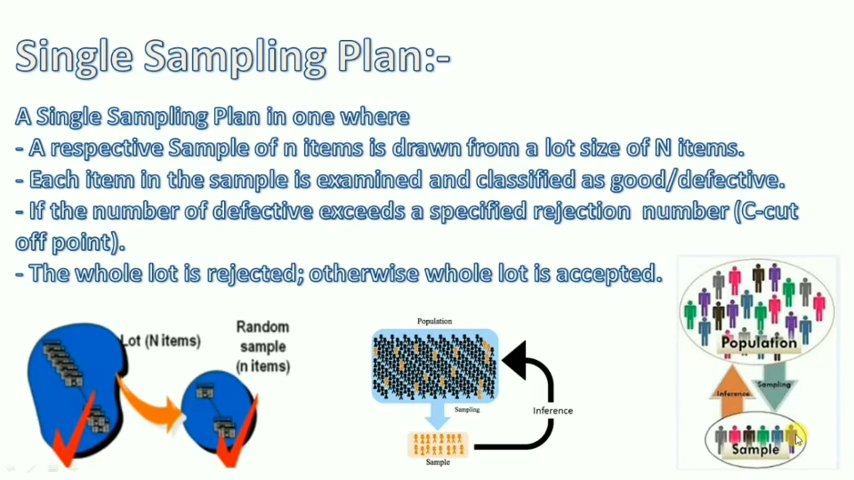 Single Sampling Plan:-
A Single Sampling Plan in one where
- A respective Sample of n items is drawn from a lot size of N items.
- Each item in the sample is examined and classified as good/defective.
- If the number of defective exceeds a specified rejection number (C-cut
off point).
- The whole lot is rejected; otherwise whole lot is accepted.
Lot (N items)
Random
sample
(n items)
Population
Sampling
Inference
Sample
Population
Inference
Sampling
Sample